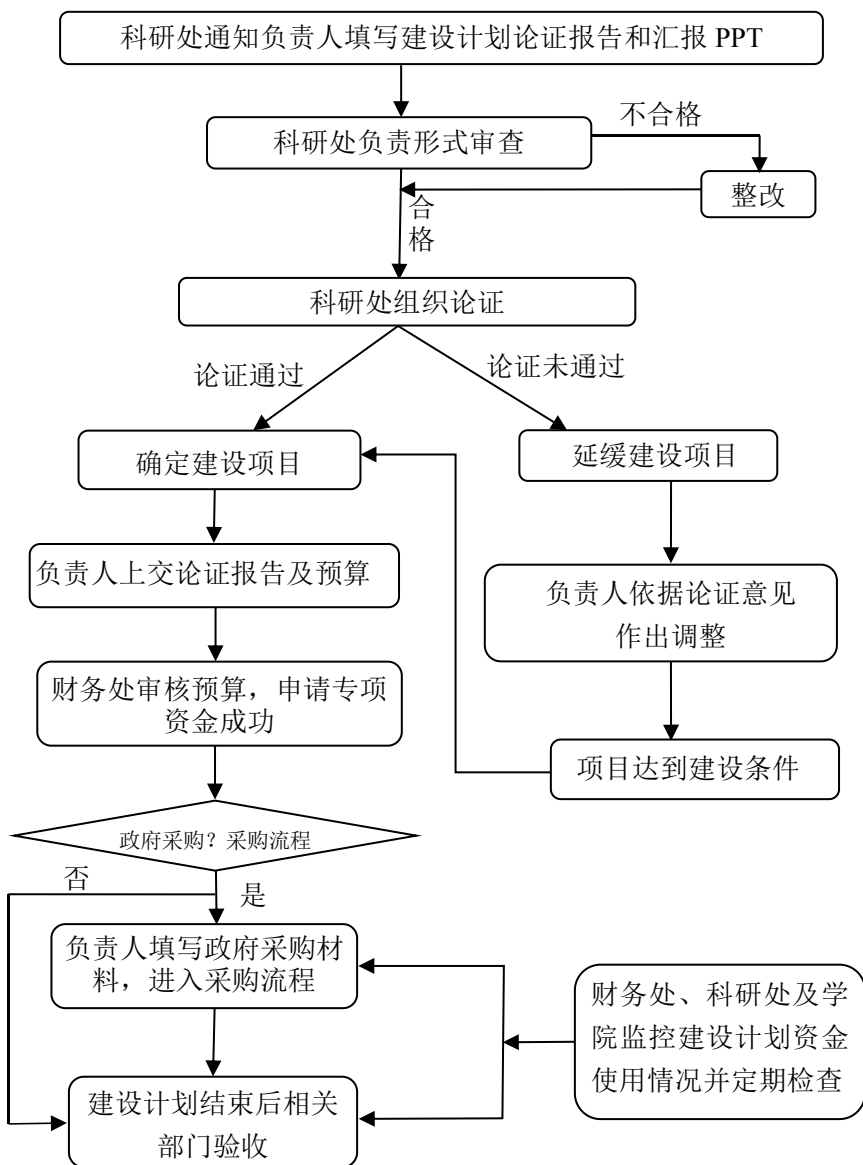 科研处通知负责人填写建设计划论证报告和汇报 PPT
不合格
科研处负责形式审查
整改
合
格
科研处组织论证
论证通过
论证未通过
确定建设项目
延缓建设项目
负责人上交论证报告及预算
负责人依据论证意见
作出调整
财务处审核预算，申请专项
资金成功
项目达到建设条件
政府采购？采购流程
否
是
负责人填写政府采购材
料，进入采购流程
财务处、科研处及学
院监控建设计划资金
使用情况并定期检查
建设计划结束后相关
部门验收